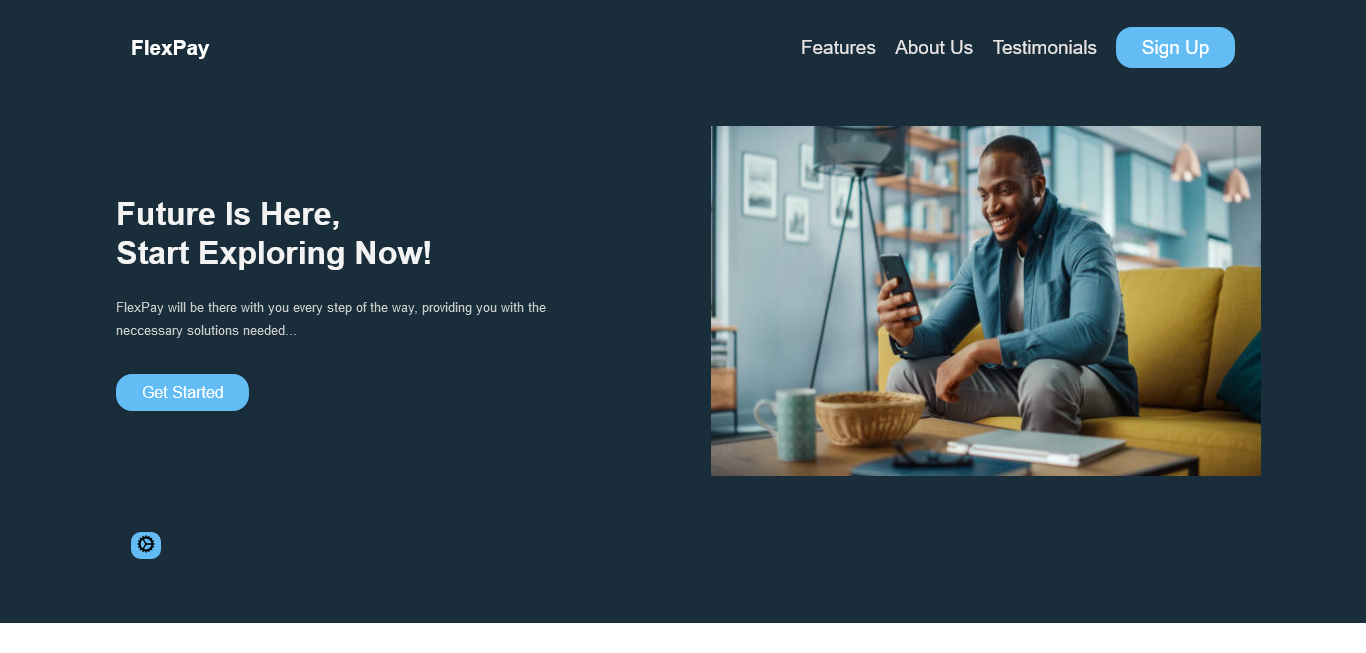 FlexPay
Features
About Us
Testimonials
Sign Up
Future Is Here,
Start Exploring Now!
FlexPay will be there with you every step of the way, providing you with the
neccessary solutions needed...
Get Started